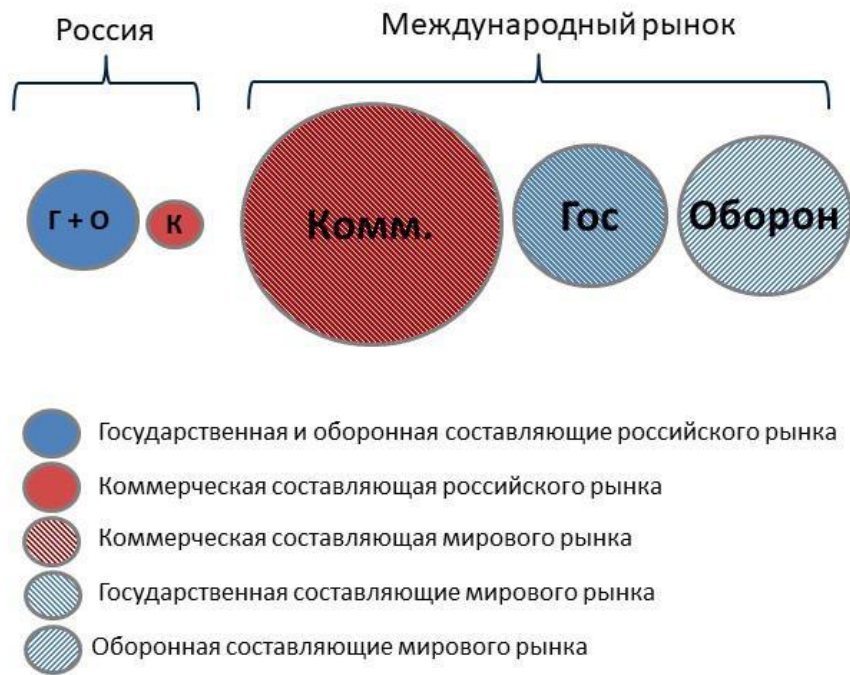 Россия
Международный рынок
Г + О
К
Комм.
Гос
Оборон
Государственная и оборонная составляющие российского рынка
Коммерческая составляющая российского рынка
Коммерческая составляющая мирового рынка
Государственная составляющие мирового рынка
Оборонная составляющие мирового рынка